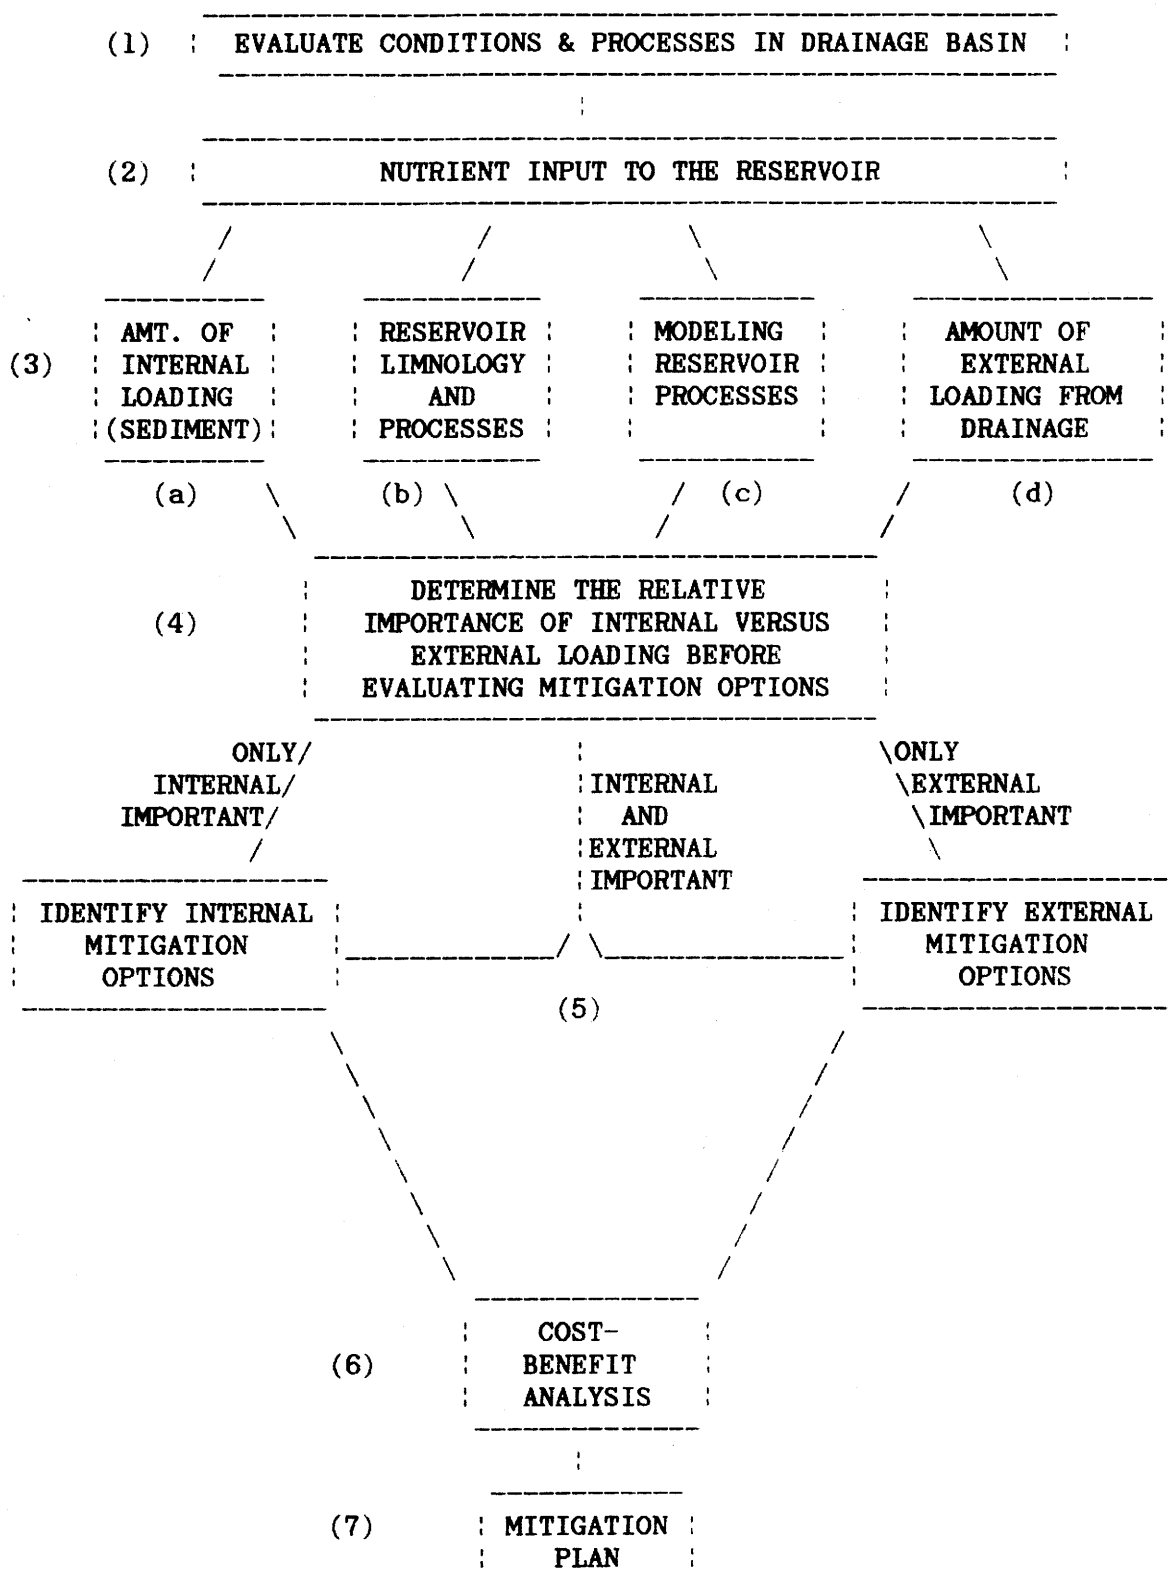 (1) EVALUATE CONDITIONS & PROCESSES IN DRAINAGE BASIN
(2) NUTRIENT INPUT TO THE RESERVOIR
(3)
AMT. OF
INTERNAL
LOADING
(SEDIMENT)
(a)
RESERVOIR
LIMNOLOGY
AND
PROCESSES
(b)
MODELING
RESERVOIR
PROCESSES
(c)
AMOUNT OF
EXTERNAL
LOADING FROM
DRAINAGE
(d)
(4)
DETERMINE THE RELATIVE
IMPORTANCE OF INTERNAL VERSUS
EXTERNAL LOADING BEFORE
EVALUATING MITIGATION OPTIONS
ONLY
INTERNAL
IMPORTANT
INTERNAL
AND
EXTERNAL
IMPORTANT
ONLY
EXTERNAL
IMPORTANT
IDENTIFY INTERNAL
MITIGATION
OPTIONS
(5)
IDENTIFY EXTERNAL
MITIGATION
OPTIONS
(6)
COST-
BENEFIT
ANALYSIS
(7)
MITIGATION
PLAN